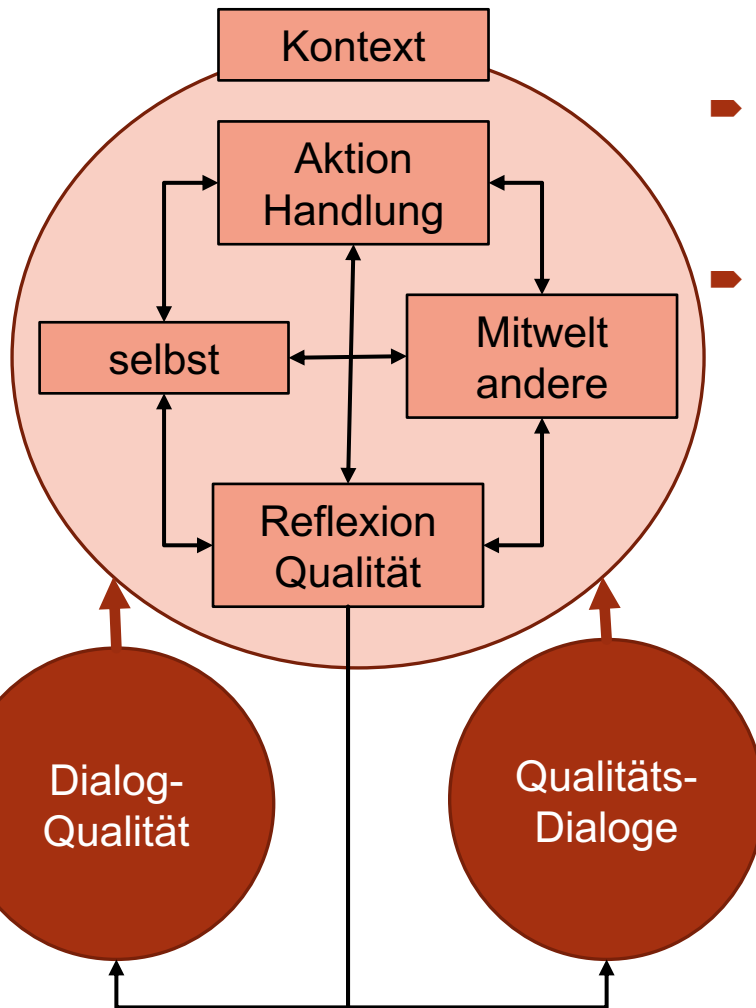 Kontext
Aktion
Handlung
selbst
Mitwelt
andere
Reflexion
Qualität
Dialog-
Qualität
Qualitäts-
Dialoge